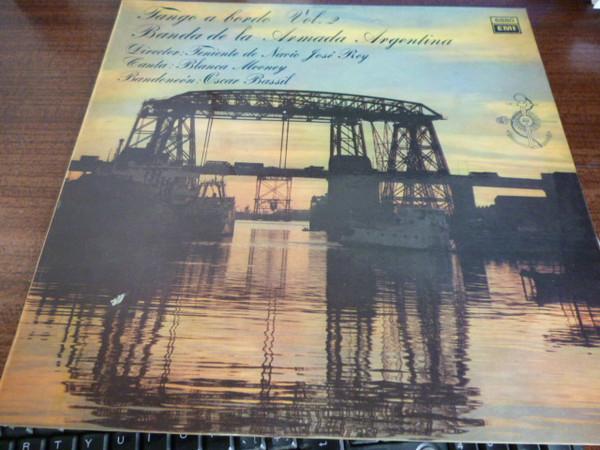 Tango a bordo Vol. 2
Banda de la Armada Argentina
Director: Teniente de Navío José Rey
Canta: Blanca Mooney
Bandoneón: Oscar Bassil
EMI
R T Y U I O